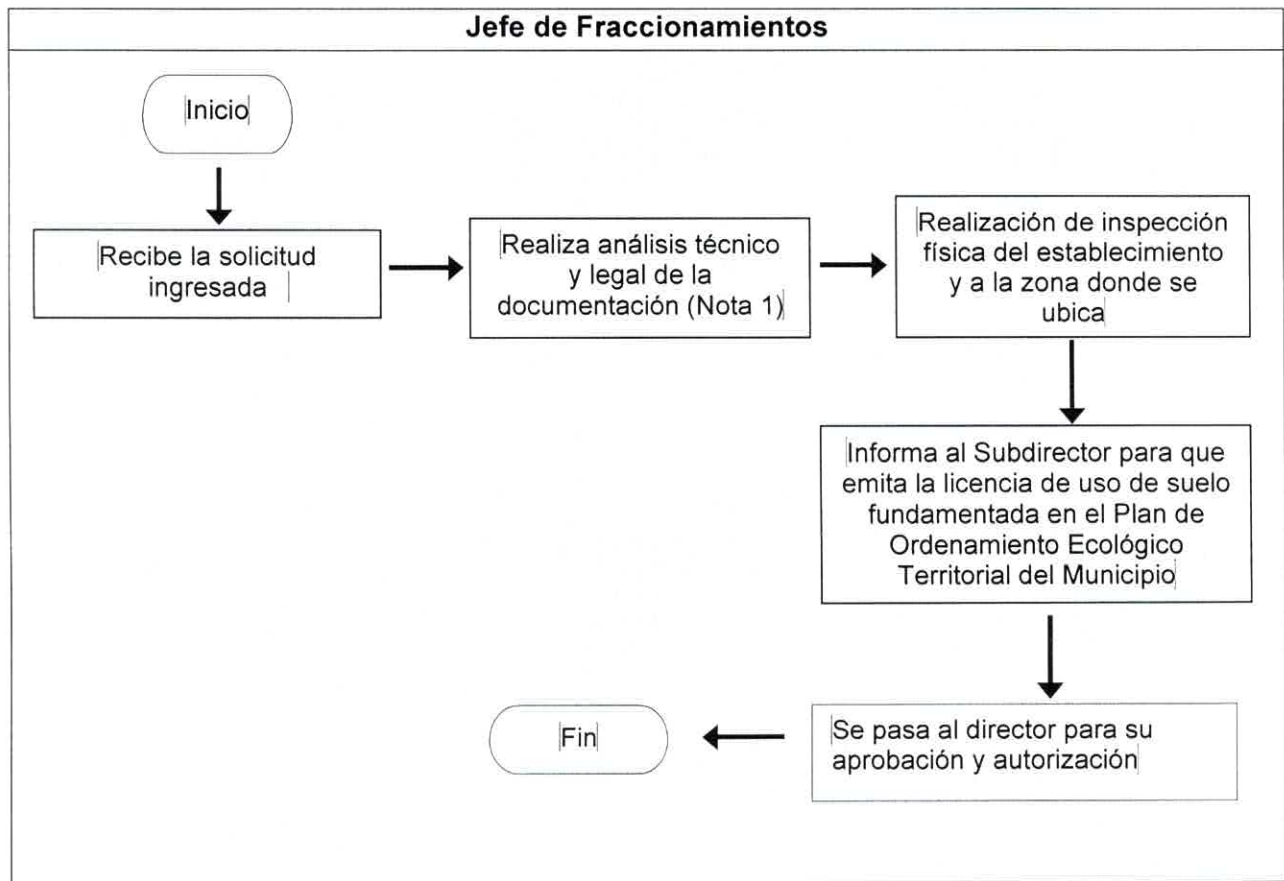 Jefe de Fraccionamientos
Inicio
Recibe la solicitud
ingresada
Realiza análisis técnico
y legal de la
documentación (Nota 1)
Realización de inspección
física del establecimiento
y a la zona donde se
ubica
Informa al Subdirector para que
emita la licencia de uso de suelo
fundamentada en el Plan de
Ordenamiento Ecológico
Territorial del Municipio
Se pasa al director para su
aprobación y autorización
Fin